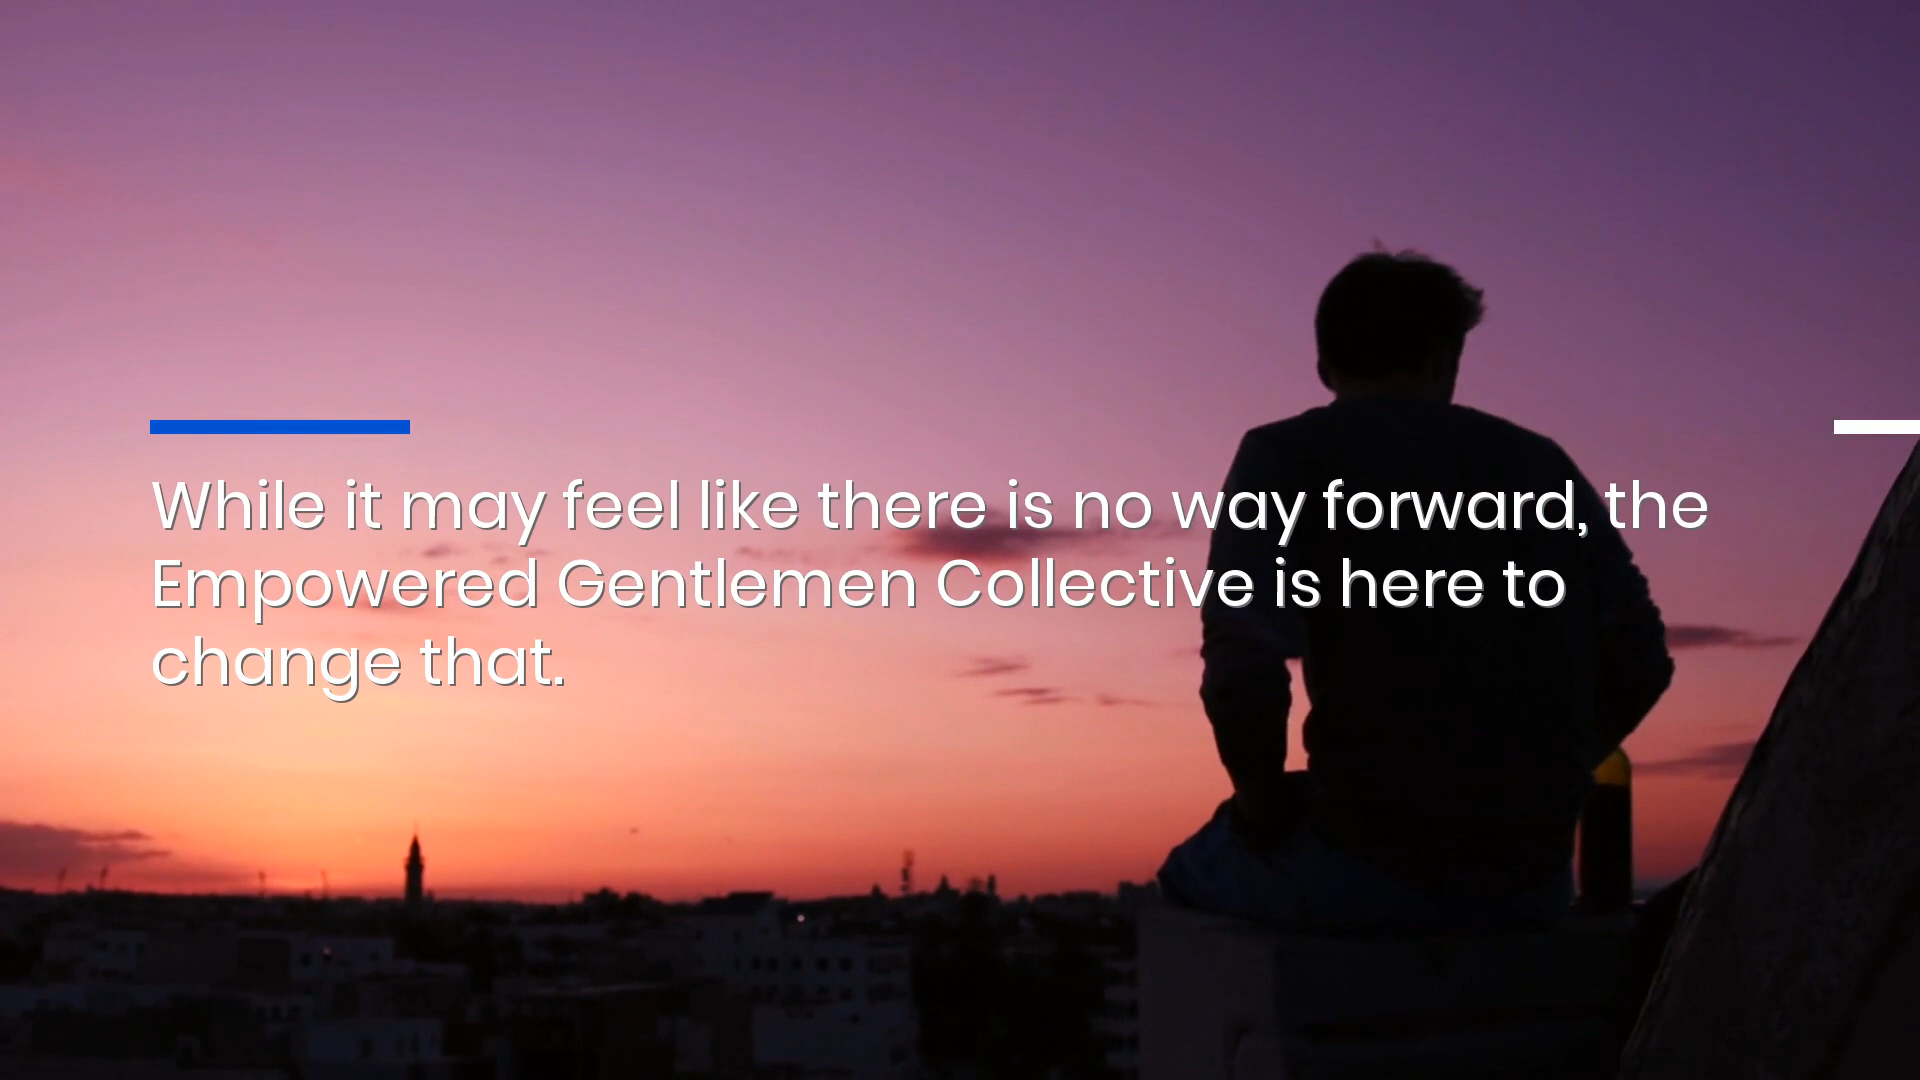 While it may feel like there is no way forward, the
Empowered Gentlemen Collective is here to
change that.